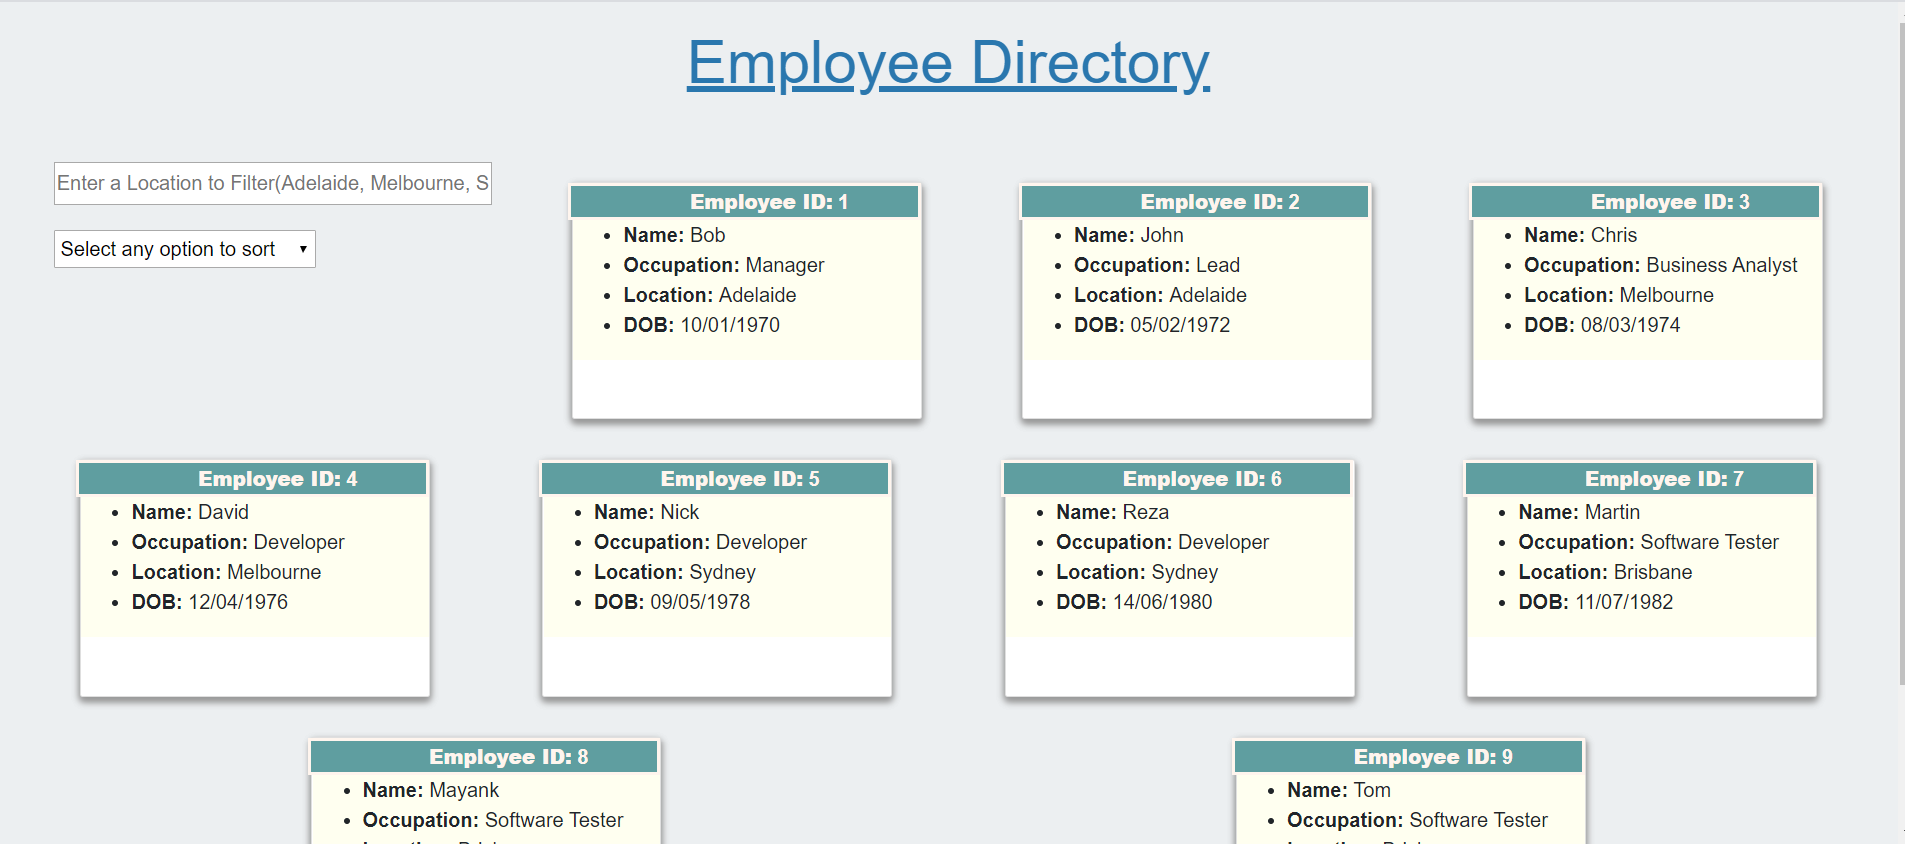 Employee Directory
Enter a Location to Filter(Adelaide, Melbourne, S
Select any option to sort
Employee ID: 1
Name: Bob
Occupation: Manager
Location: Adelaide
DOB: 10/01/1970
Employee ID: 2
Name: John
Occupation: Lead
Location: Adelaide
DOB: 05/02/1972
Employee ID: 3
Name: Chris
Occupation: Business Analyst
Location: Melbourne
DOB: 08/03/1974
Employee ID: 4
Name: David
Occupation: Developer
Location: Melbourne
DOB: 12/04/1976
Employee ID: 5
Name: Nick
Occupation: Developer
Location: Sydney
DOB: 09/05/1978
Employee ID: 6
Name: Reza
Occupation: Developer
Location: Sydney
DOB: 14/06/1980
Employee ID: 7
Name: Martin
Occupation: Software Tester
Location: Brisbane
DOB: 11/07/1982
Employee ID: 8
Name: Mayank
Occupation: Software Tester
Employee ID: 9
Name: Tom
Occupation: Software Tester